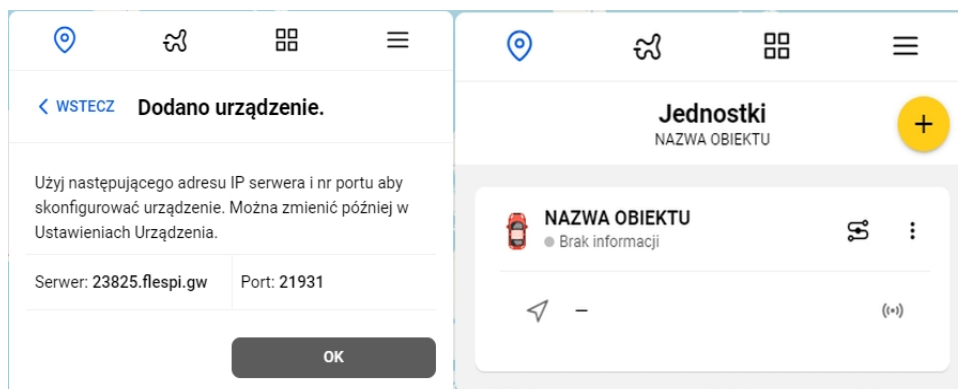 WSTECZ Dodano urządzenie.
Użyj następującego adresu IP serwera i nr portu aby
skonfigurować urządzenie. Można zmienić później w
Ustawieniach Urządzenia.
Serwer: 23825.flespi.gw Port: 21931
OK
Jednostki
NAZWA OBIEKTU
+
NAZWA OBIEKTU
Brak informacji
–